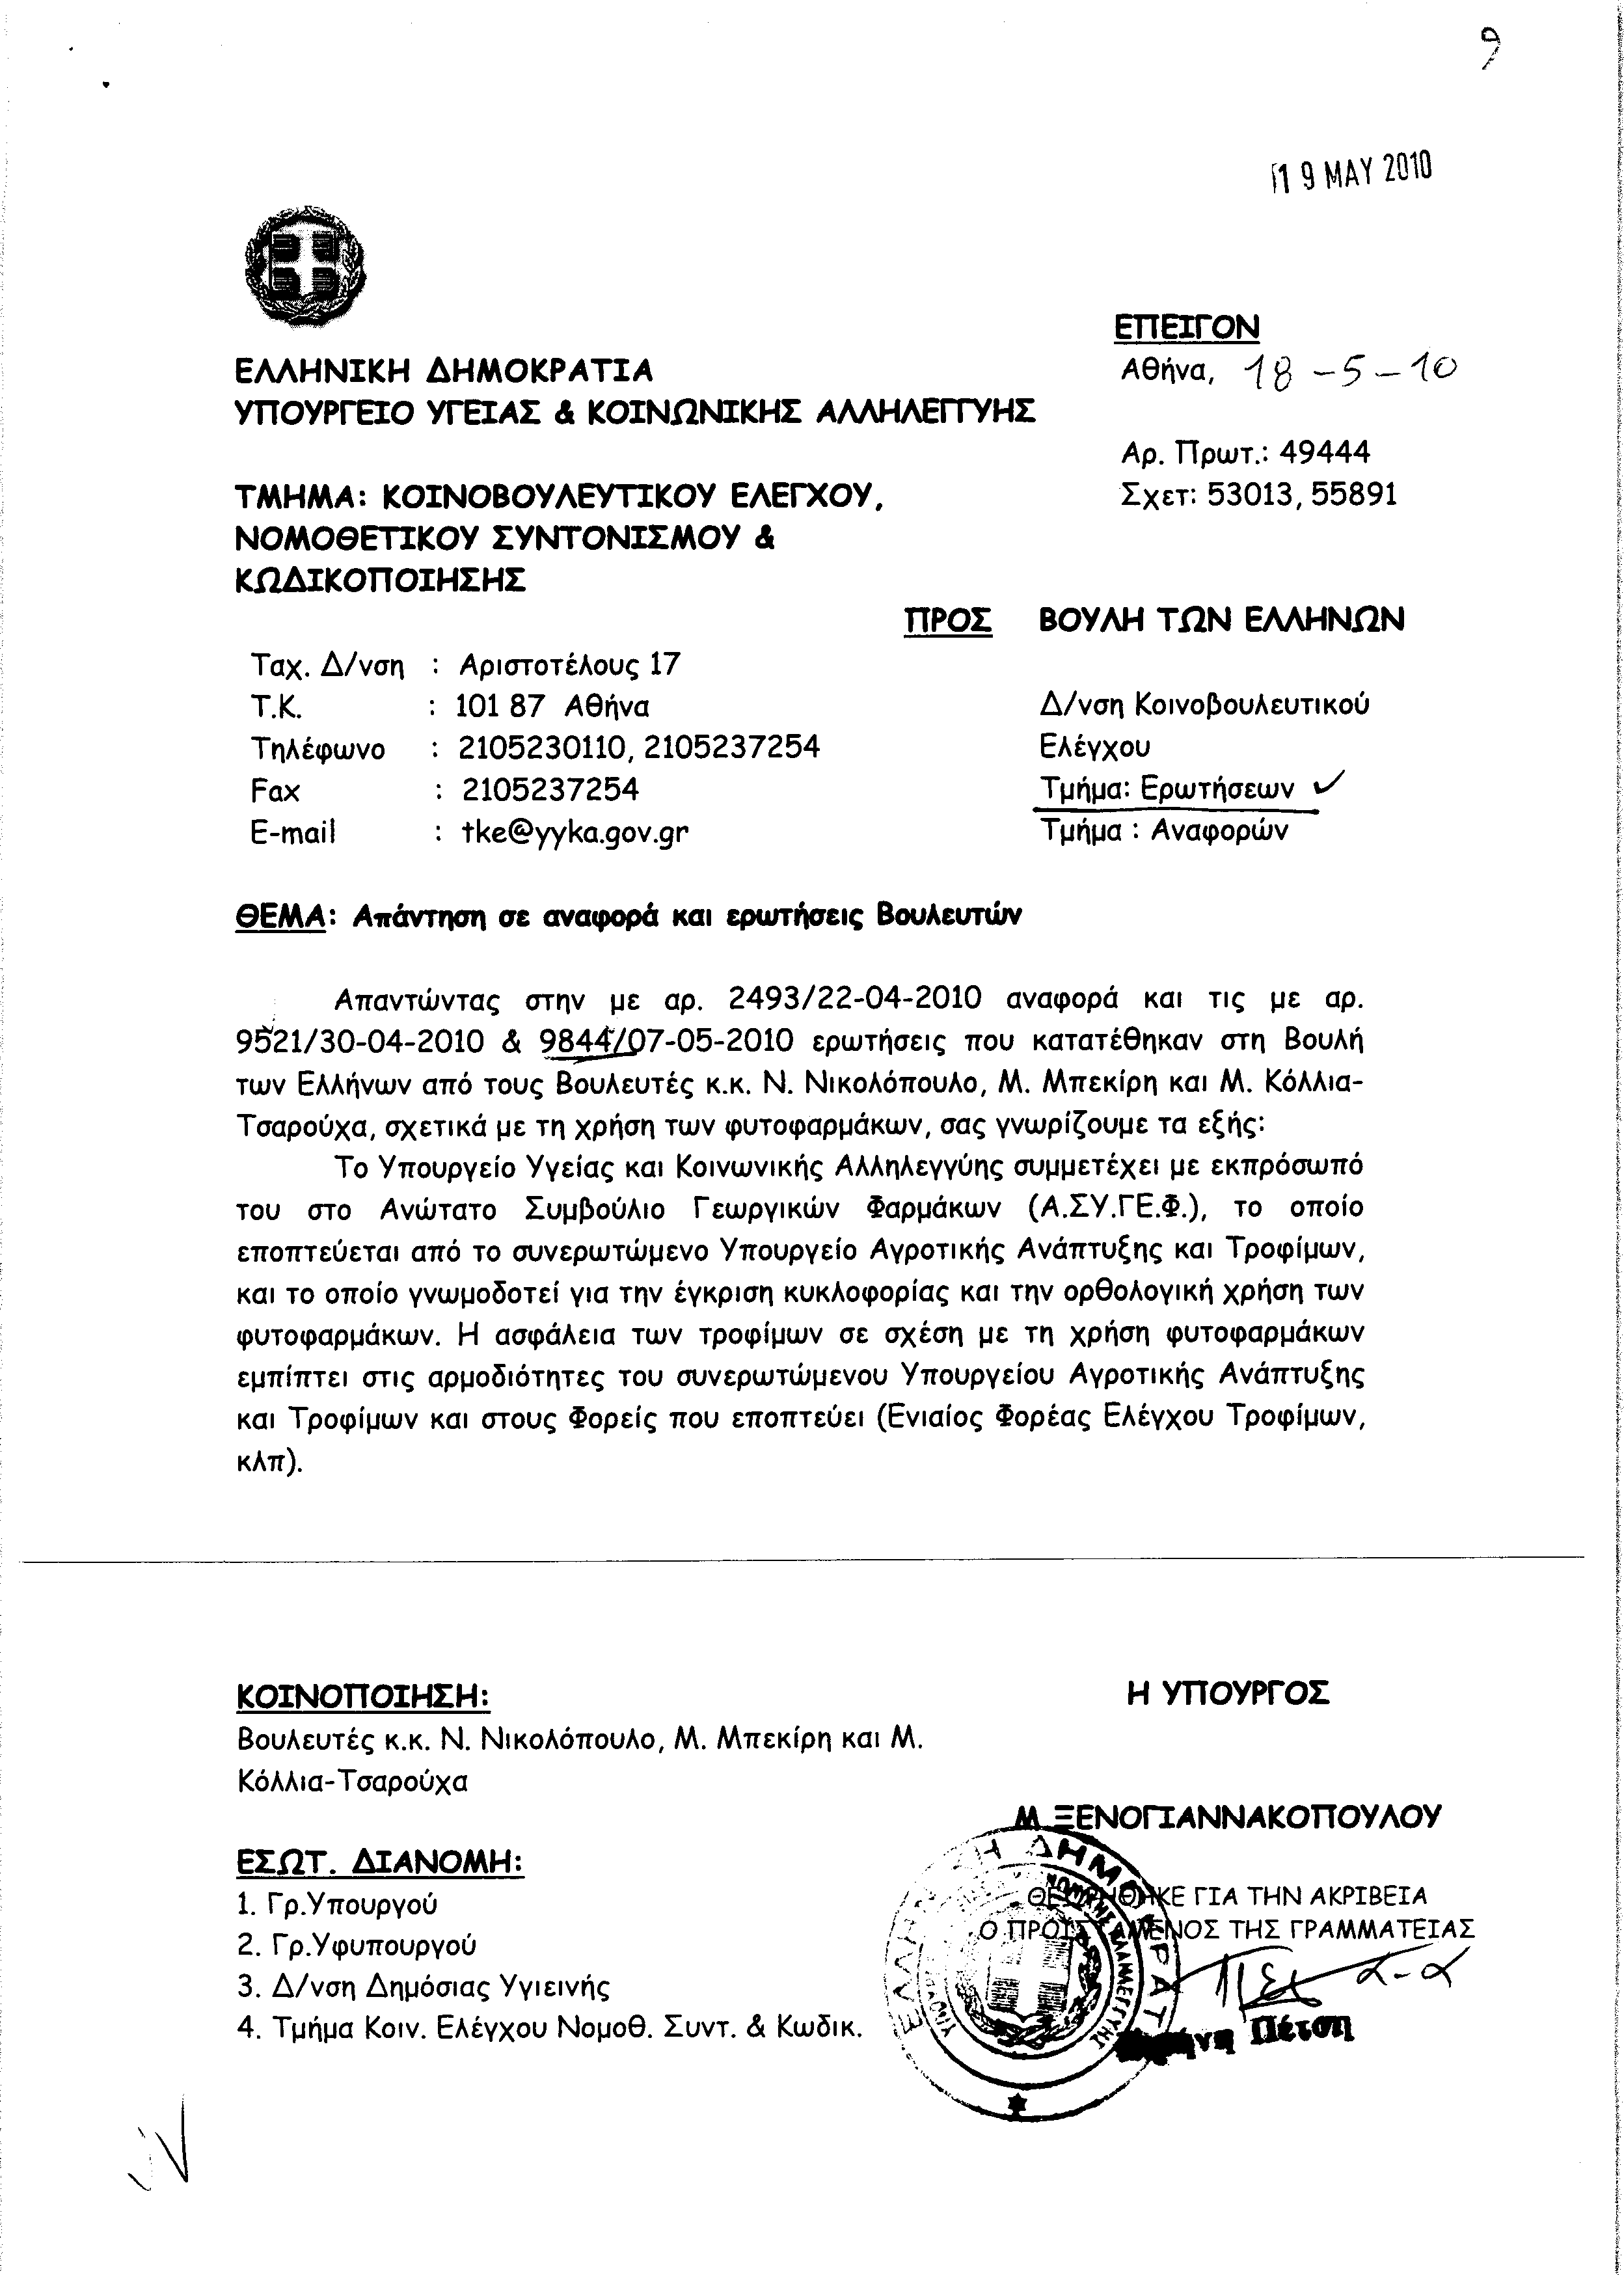 19 ΜΑΥ 2010
ΕΠΕΙΓΟΝ
ΕΛΛΗΝΙΚΗ ΔΗΜΟΚΡΑΤΙΑ
Αθήνα, 18-5-10
ΥΠΟΥΡΓΕΙΟ ΥΓΕΙΑΣ & ΚΟΙΝΩΝΙΚΗΣ ΑΛΛΗΛΕΓΓΥΗΣ
Αρ. Πρωτ.: 49444
ΤΜΗΜΑ: ΚΟΙΝΟΒΟΥΛΕΥΤΙΚΟΥ ΕΛΕΓΧΟΥ,
Σχετ: 53013, 55891
ΝΟΜΟΘΕΤΙΚΟΥ ΣΥΝΤΟΝΙΣΜΟΥ &
ΚΩΔΙΚΟΠΟΙΗΣΗΣ
ΠΡΟΣ ΒΟΥΛΗ ΤΩΝ ΕΛΛΗΝΩΝ
Ταχ. Δ/νση : Αριστοτέλους 17
Τ.Κ. : 101 87 Αθήνα
Τηλέφωνο : 2105230110, 2105237254
Fax : 2105237254
E-mail : tke@yyka.gov.gr
Δ/νση Κοινοβουλευτικού
Ελέγχου
Τμήμα: Ερωτήσεων ✓
Τμήμα : Αναφορών
ΘΕΜΑ: Απάντηση σε αναφορά και ερωτήσεις Βουλευτών
Απαντώντας στην με αρ. 2493/22-04-2010 αναφορά και τις με αρ.
9521/30-04-2010 & 9844/07-05-2010 ερωτήσεις που κατατέθηκαν στη Βουλή
των Ελλήνων από τους Βουλευτές κ.κ. Ν. Νικολόπουλο, Μ. Μπεκίρη και Μ. Κόλλια-
Τσαρούχα, σχετικά με τη χρήση των φυτοφαρμάκων, σας γνωρίζουμε τα εξής:
Το Υπουργείο Υγείας και Κοινωνικής Αλληλεγγύης συμμετέχει με εκπρόσωπό
του στο Ανώτατο Συμβούλιο Γεωργικών Φαρμάκων (Α.ΣΥ.ΓΕ.Φ.), το οποίο
εποπτεύεται από το συνερωτώμενο Υπουργείο Αγροτικής Ανάπτυξης και Τροφίμων,
και το οποίο γνωμοδοτεί για την έγκριση κυκλοφορίας και την ορθολογική χρήση των
φυτοφαρμάκων. Η ασφάλεια των τροφίμων σε σχέση με τη χρήση φυτοφαρμάκων
εμπίπτει στις αρμοδιότητες του συνερωτώμενου Υπουργείου Αγροτικής Ανάπτυξης
και Τροφίμων και στους Φορείς που εποπτεύει (Ενιαίος Φορέας Ελέγχου Τροφίμων,
κλπ).
ΚΟΙΝΟΠΟΙΗΣΗ:
Βουλευτές κ.κ. Ν. Νικολόπουλο, Μ. Μπεκίρη και Μ.
Κόλλια-Τσαρούχα
Η ΥΠΟΥΡΓΟΣ
Μ ΞΕΝΟΓΙΑΝΝΑΚΟΠΟΥΛΟΥ
ΕΣΩΤ. ΔΙΑΝΟΜΗ:
1. Γρ.Υπουργού
2. Γρ.Υφυπουργού
3. Δ/νση Δημόσιας Υγιεινής
4. Τμήμα Κοιν. Ελέγχου Νομοθ. Συντ. & Κωδικ.
ΘΕΩΡΗΘΗΚΕ ΓΙΑ ΤΗΝ ΑΚΡΙΒΕΙΑ
Ο ΠΡΟΪΣΤΑΜΕΝΟΣ ΤΗΣ ΓΡΑΜΜΑΤΕΙΑΣ
Πέτση